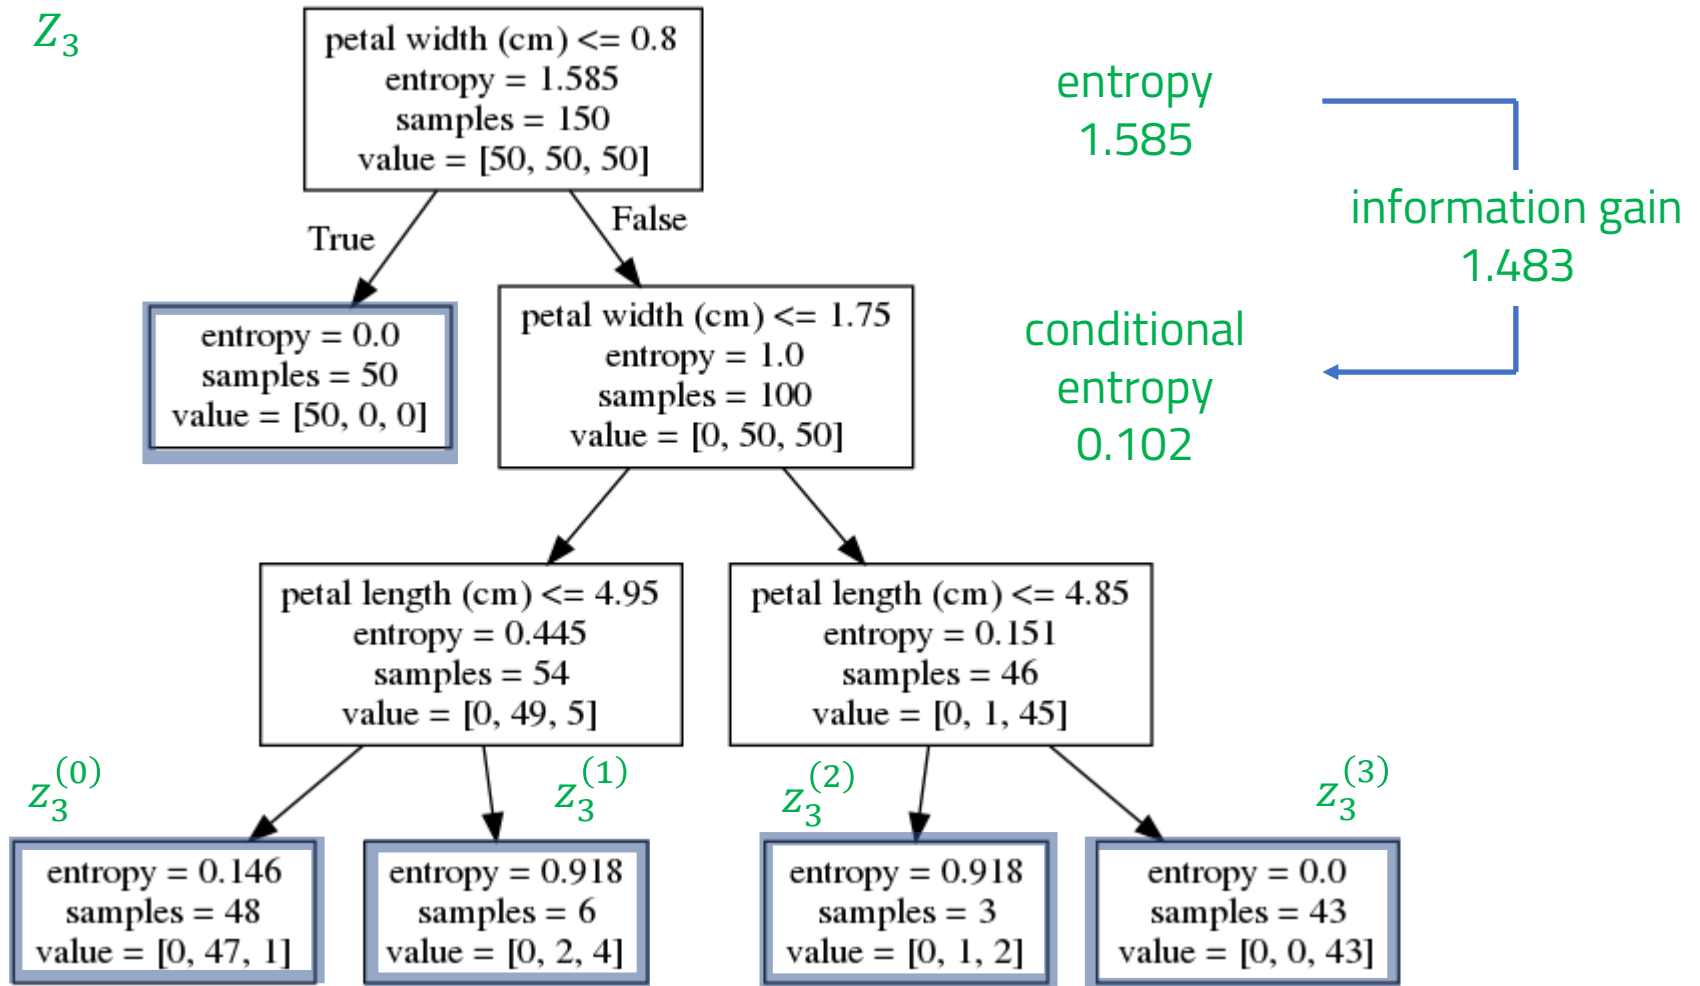 Z₃
petal width (cm) <= 0.8
entropy = 1.585
samples = 150
value = [50, 50, 50]
entropy
1.585
information gain
1.483
True
False
entropy = 0.0
samples = 50
value = [50, 0, 0]
petal width (cm) <= 1.75
entropy = 1.0
samples = 100
value = [0, 50, 50]
conditional
entropy
0.102
petal length (cm) <= 4.95
entropy = 0.445
samples = 54
value = [0, 49, 5]
petal length (cm) <= 4.85
entropy = 0.151
samples = 46
value = [0, 1, 45]
z₃⁽⁰⁾
z₃⁽¹⁾
z₃⁽²⁾
z₃⁽³⁾
entropy = 0.146
samples = 48
value = [0, 47, 1]
entropy = 0.918
samples = 6
value = [0, 2, 4]
entropy = 0.918
samples = 3
value = [0, 1, 2]
entropy = 0.0
samples = 43
value = [0, 0, 43]